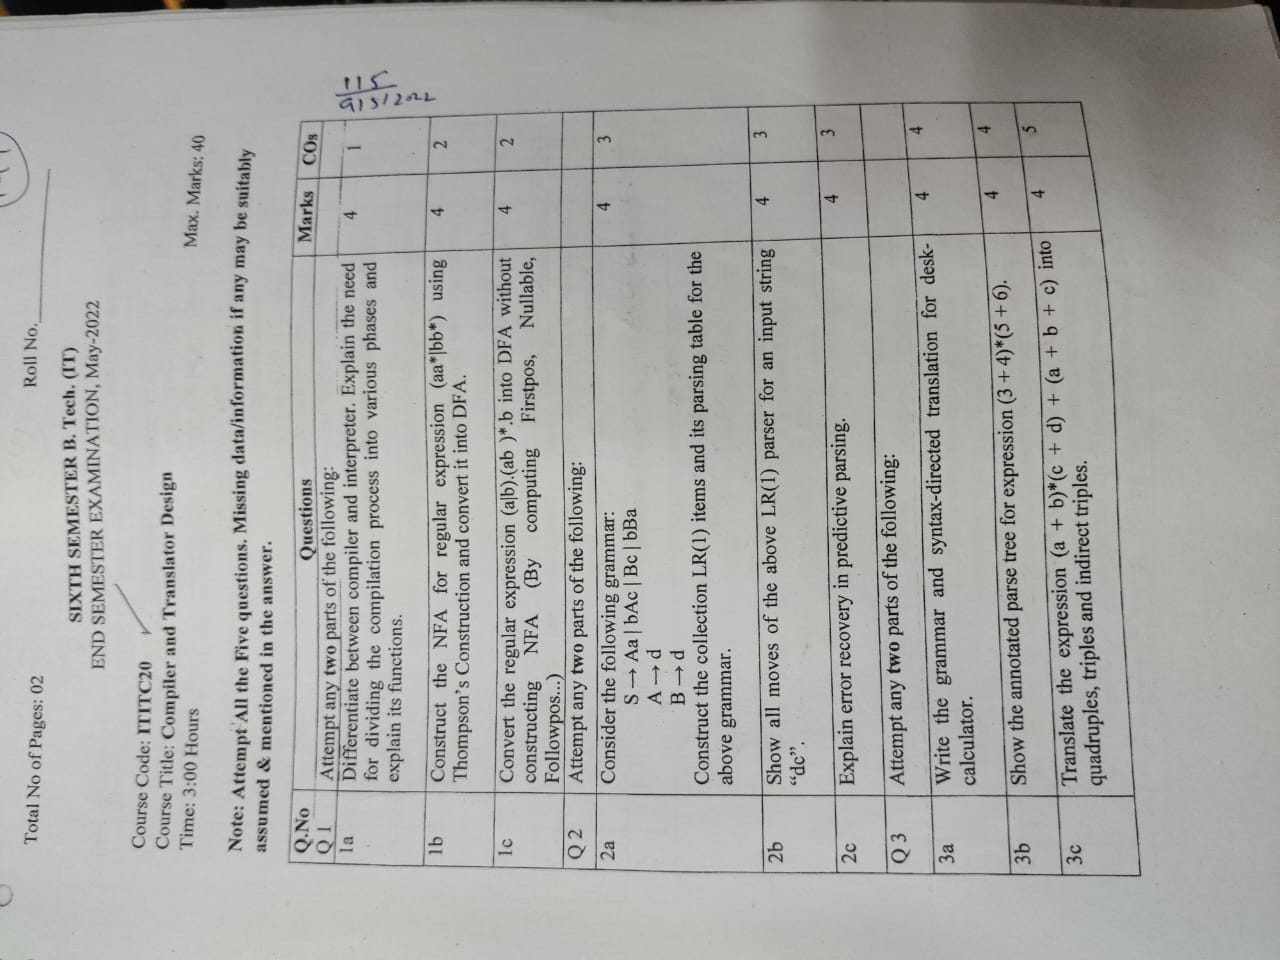 Total No of Pages: 02 Roll No.
SIXTH SEMESTER B. Tech. (IT)
END SEMESTER EXAMINATION, May-2022
Course Code: ITITC20
Course Title: Compiler and Translator Design
Time: 3:00 Hours Max. Marks: 40
Note: Attempt All the Five questions. Missing data/information if any may be suitably
assumed & mentioned in the answer.
115
9/5/2022
Q.No Questions Marks COs
Q 1 Attempt any two parts of the following:
1a Differentiate between compiler and interpreter. Explain the need 4 1
for dividing the compilation process into various phases and
explain its functions.
1b Construct the NFA for regular expression (aa*|bb*) using 4 2
Thompson's Construction and convert it into DFA.
1c Convert the regular expression (a|b).(ab )*.b into DFA without 4 2
constructing NFA (By computing Firstpos, Nullable,
Followpos...)
Q 2 Attempt any two parts of the following:
2a Consider the following grammar: 4 3
S → Aa | bAc | Bc | bBa
A → d
B → d
Construct the collection LR(1) items and its parsing table for the
above grammar.
2b Show all moves of the above LR(1) parser for an input string 4 3
“dc”.
2c Explain error recovery in predictive parsing. 4 3
Q 3 Attempt any two parts of the following:
3a Write the grammar and syntax-directed translation for desk- 4 4
calculator.
3b Show the annotated parse tree for expression (3 + 4)*(5 + 6). 4 4
3c Translate the expression (a + b)*(c + d) + (a + b + c) into 4 5
quadruples, triples and indirect triples.